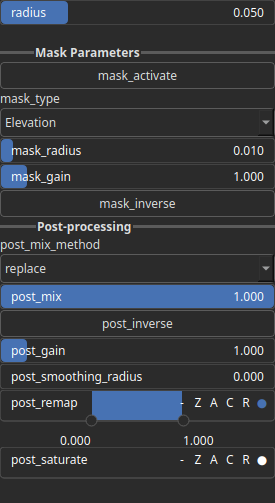 radius 0.050
Mask Parameters
mask_activate
mask_type
Elevation
mask_radius 0.010
mask_gain 1.000
mask_inverse
Post-processing
post_mix_method
replace
post_mix 1.000
post_inverse
post_gain 1.000
post_smoothing_radius 0.000
post_remap - Z A C R
0.000 1.000
post_saturate - Z A C R